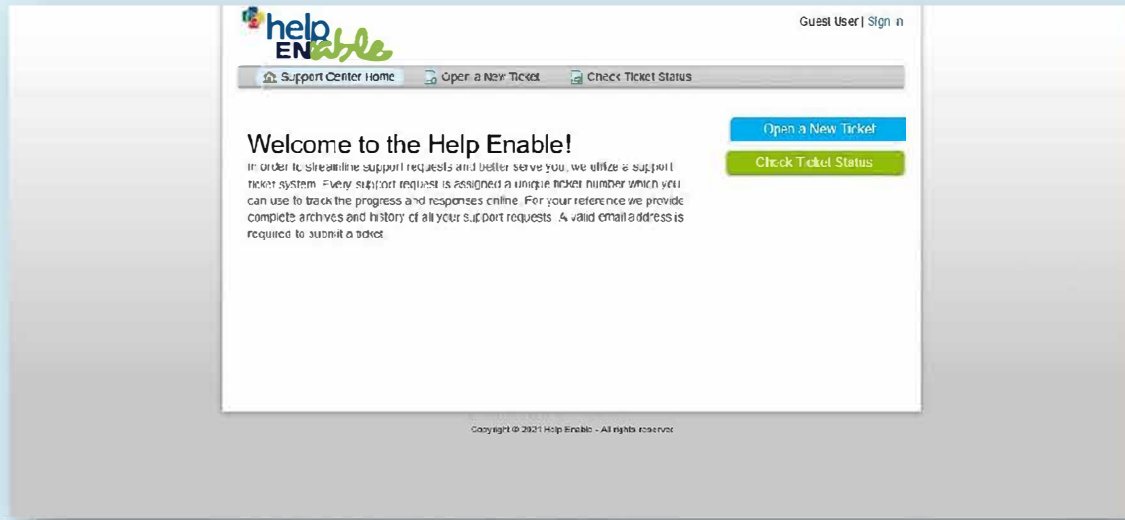 help
ENable
Guest User | Sign In
Support Center Home
Open a New Ticket
Check Ticket Status
Open a New Ticket
Check Ticket Status
Welcome to the Help Enable!
In order to streamline support requests and better serve you, we utilize a support
ticket system. Every support request is assigned a unique ticket number which you
can use to track the progress and responses online. For your reference we provide
complete archives and history of all your support requests. A valid email address is
required to submit a ticket.
Copyright © 2021 Help Enable - All rights reserved